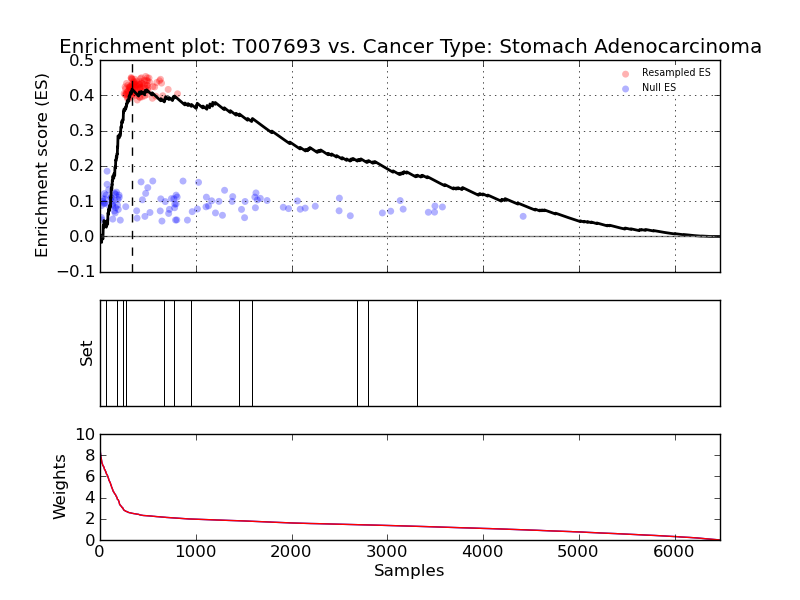 Enrichment plot: T007693 vs. Cancer Type: Stomach Adenocarcinoma
0.5
0.4
0.3
0.2
0.1
0.0
−0.1
Enrichment score (ES)
Resampled ES
Null ES
Set
10
8
6
4
2
0
Weights
0 1000 2000 3000 4000 5000 6000
Samples